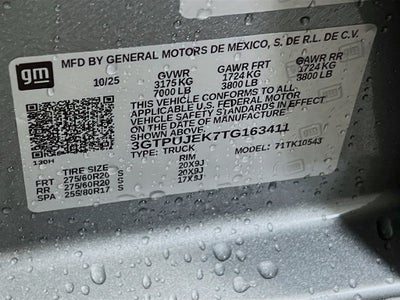 MFD BY GENERAL MOTORS DE MEXICO, S. DE R.L. DE C.V.
gm
10/25 GVWR GAWR FRT GAWR RR
3175 KG 1724 KG 1724 KG
7000 LB 3800 LB 3800 LB
THIS VEHICLE CONFORMS TO ALL
APPLICABLE U.S. FEDERAL MOTOR
VEHICLE SAFETY STANDARDS IN EFFECT
ON THE DATE OF MANUFACTURE
SHOWN ABOVE.
3GTPUJEK7TG163411
TYPE: TRUCK MODEL: 71TK10543
130H
TIRE SIZE RIM
FRT 275/60R20 S 20X9J
RR 275/60R20 S 20X9J
SPA 255/80R17 S 17X9J